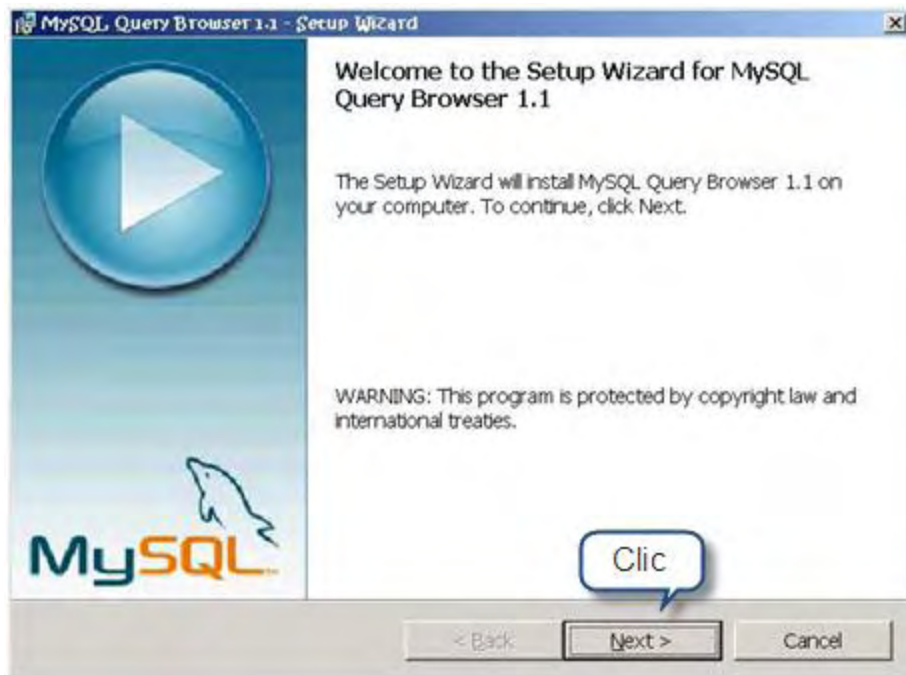 MySQL Query Browser 1.1 - Setup Wizard
Welcome to the Setup Wizard for MySQL
Query Browser 1.1
The Setup Wizard will install MySQL Query Browser 1.1 on
your computer. To continue, click Next.
WARNING: This program is protected by copyright law and
international treaties.
MySQL
Clic
< Back
Next >
Cancel